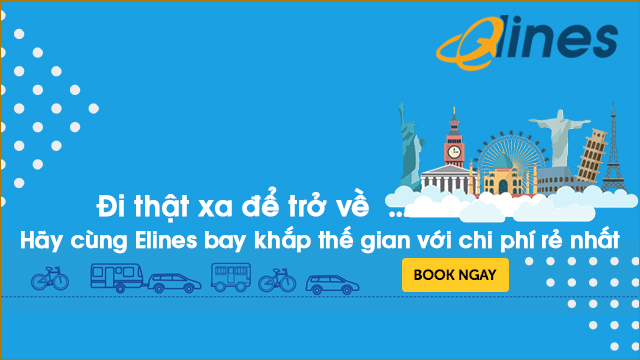 Elines
Đi thật xa để trở về ...
Hãy cùng Elines bay khắp thế gian với chi phí rẻ nhất
BOOK NGAY